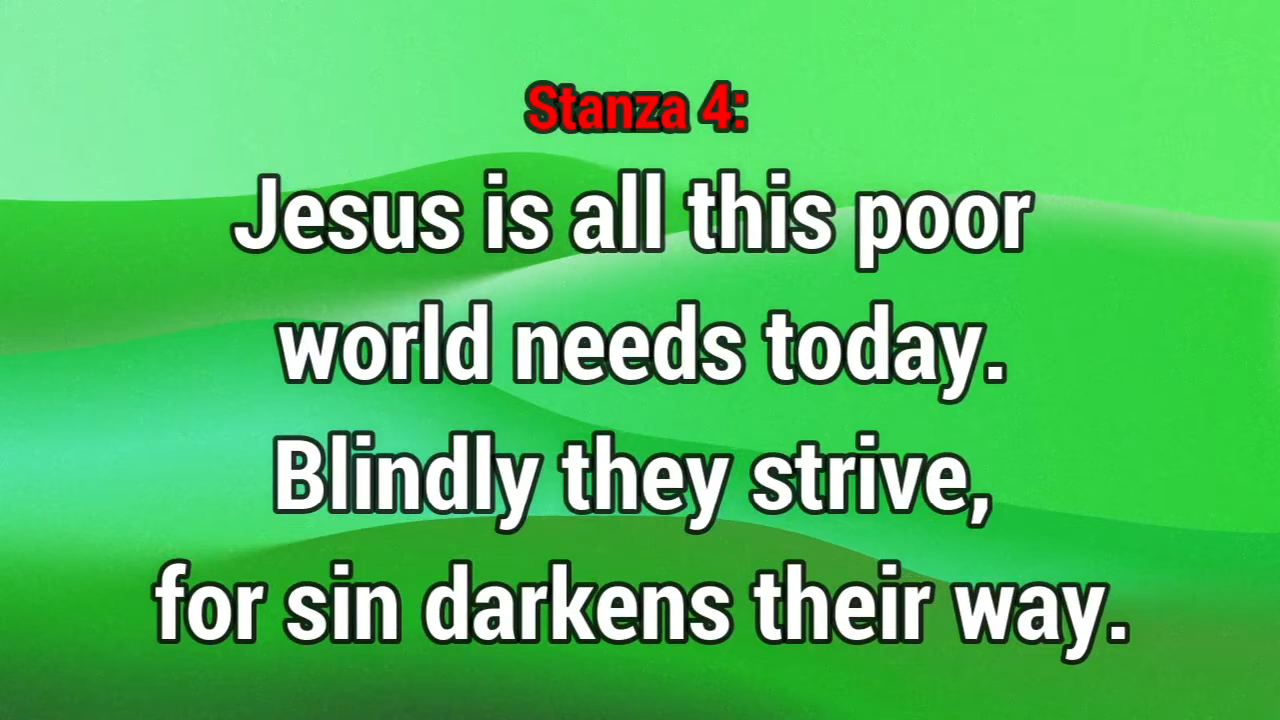 Stanza 4:
Jesus is all this poor
world needs today.
Blindly they strive,
for sin darkens their way.